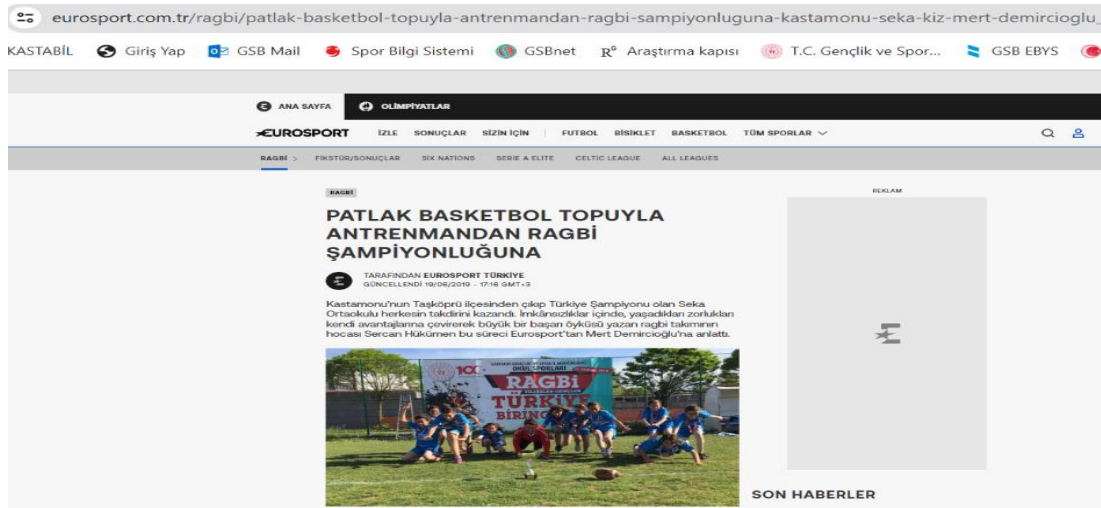 eurosport.com.tr/ragbi/patlak-basketbol-topuyla-antrenmandan-ragbi-sampiyonluguna-kastamonu-seka-kiz-mert-demircioglu_
KASTABİL Giriş Yap GSB Mail Spor Bilgi Sistemi GSBnet Araştırma kapısı T.C. Gençlik ve Spor... GSB EBYS
ANA SAYFA OLİMPİYATLAR
EUROSPORT İZLE SONUÇLAR SİZİN İÇİN FUTBOL BİSİKLET BASKETBOL TÜM SPORLAR
RAGBİ > FİKSTÜR/SONUÇLAR SIX NATIONS SERIE A ELITE CELTIC LEAGUE ALL LEAGUES
RAGBİ
REKLAM
PATLAK BASKETBOL TOPUYLA
ANTRENMANDAN RAGBİ
ŞAMPİYONLUĞUNA
TARAFINDAN EUROSPORT TÜRKİYE
GÜNCELLENDİ 19/06/2019 - 17:16 GMT+3
Kastamonu'nun Taşköprü ilçesinden çıkıp Türkiye Şampiyonu olan Seka
Ortaokulu herkesin takdirini kazandı. İmkânsızlıklar içinde, yaşadıkları zorlukları
kendi avantajlarına çevirerek büyük bir başarı öyküsü yazan ragbi takımının
hocası Sercan Hükümen bu süreci Eurosport'tan Mert Demircioğlu'na anlattı.
100
OKUL SPORLARI
RAGBİ
TÜRKİYE
SON HABERLER